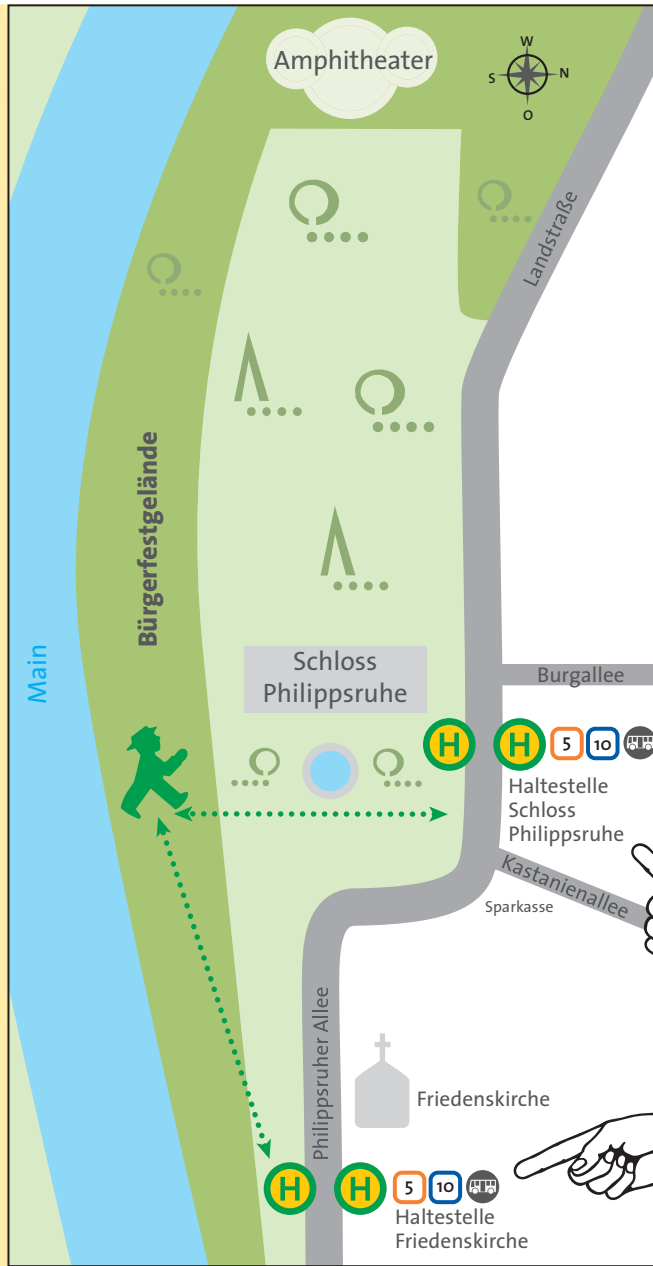 Amphitheater
W
S
N
O
Landstraße
Bürgerfestgelände
Main
Schloss
Philippsruhe
Burgallee
H
H
5
10
Haltestelle
Schloss
Philippsruhe
Kastanienallee
Sparkasse
Philippsruher Allee
Friedenskirche
H
H
5
10
Haltestelle
Friedenskirche